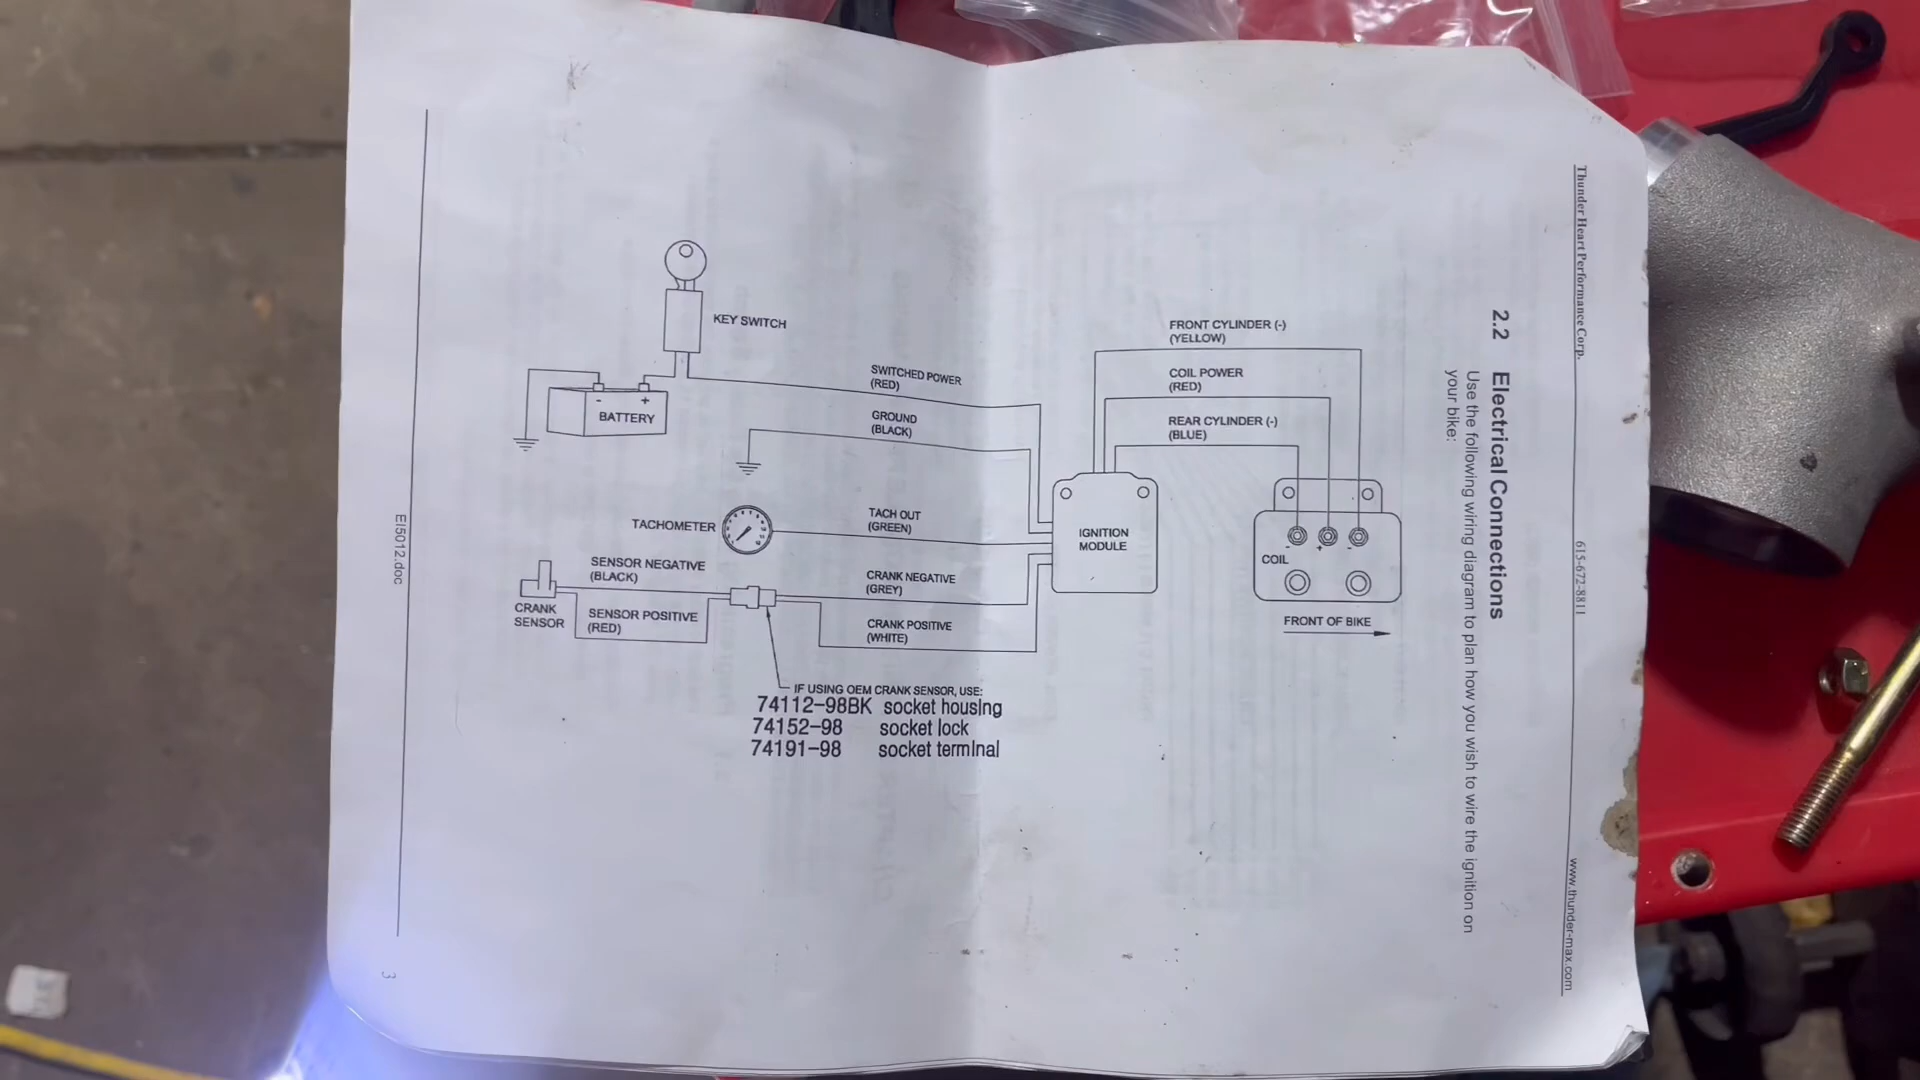 Thunder Heart Performance Corp. 615-672-8811 www.thunder-max.com
2.2 Electrical Connections
Use the following wiring diagram to plan how you wish to wire the ignition on
your bike:
KEY SWITCH
BATTERY
- +
SWITCHED POWER
(RED)
GROUND
(BLACK)
TACHOMETER
TACH OUT
(GREEN)
SENSOR NEGATIVE
(BLACK)
CRANK
SENSOR
SENSOR POSITIVE
(RED)
CRANK NEGATIVE
(GREY)
CRANK POSITIVE
(WHITE)
IF USING OEM CRANK SENSOR, USE:
74112-98BK socket housing
74152-98 socket lock
74191-98 socket terminal
FRONT CYLINDER (-)
(YELLOW)
COIL POWER
(RED)
REAR CYLINDER (-)
(BLUE)
IGNITION
MODULE
- + -
COIL
FRONT OF BIKE
EI5012.doc 3